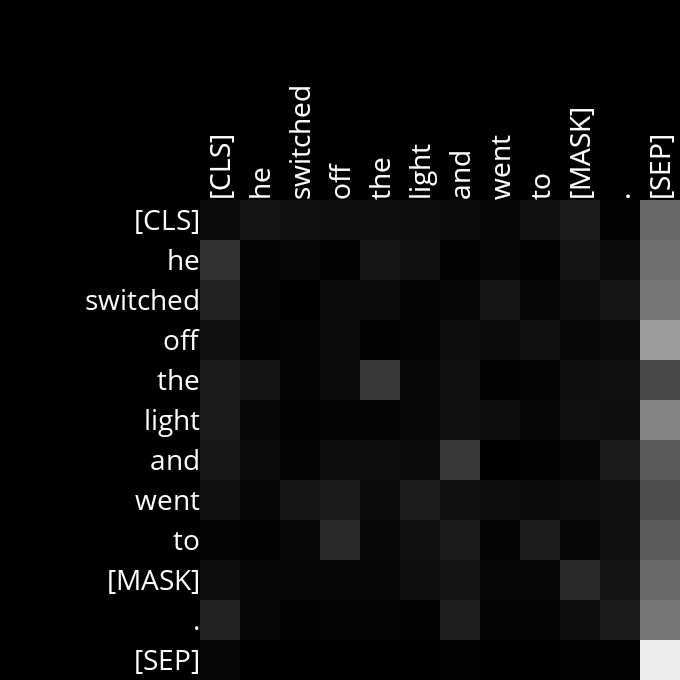 [CLS]
he
switched
off
the
light
and
went
to
[MASK]
.
[SEP]
[CLS]
he
switched
off
the
light
and
went
to
[MASK]
.
[SEP]